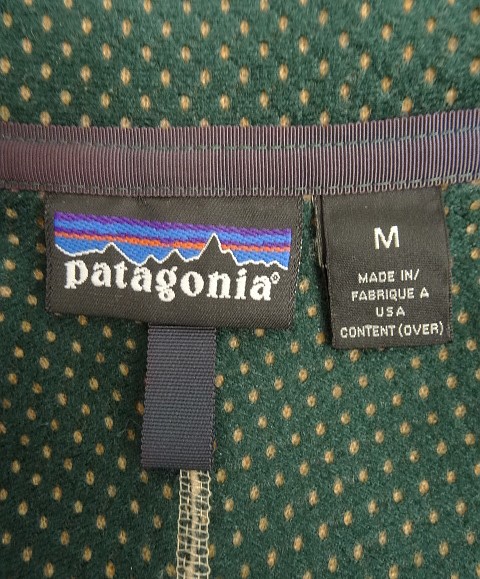 patagonia®
M
MADE IN/
FABRIQUE A
USA
CONTENT (OVER)